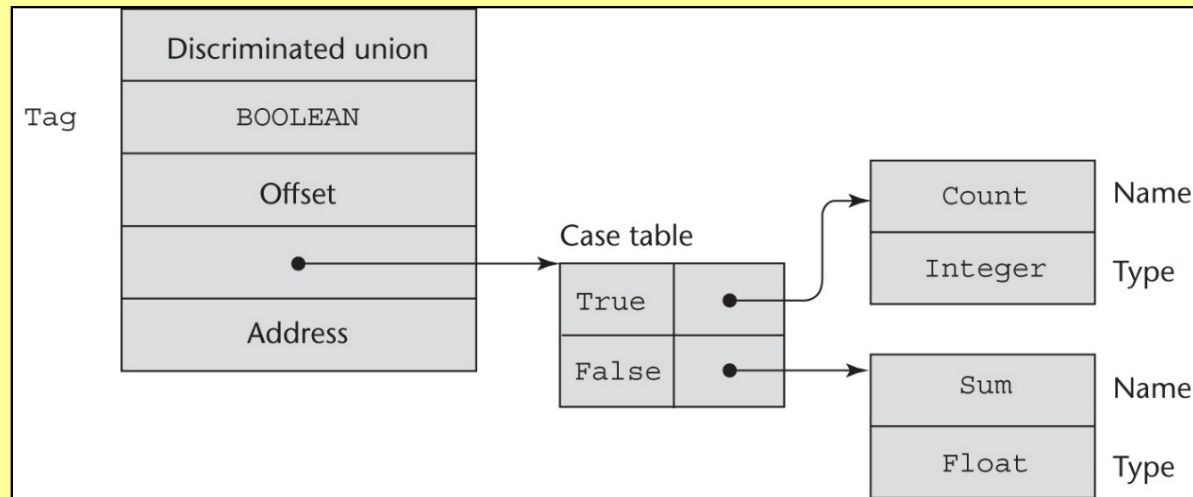 Discriminated union
Tag
BOOLEAN
Offset
Address
Case table
True
False
Count
Name
Integer
Type
Sum
Name
Float
Type